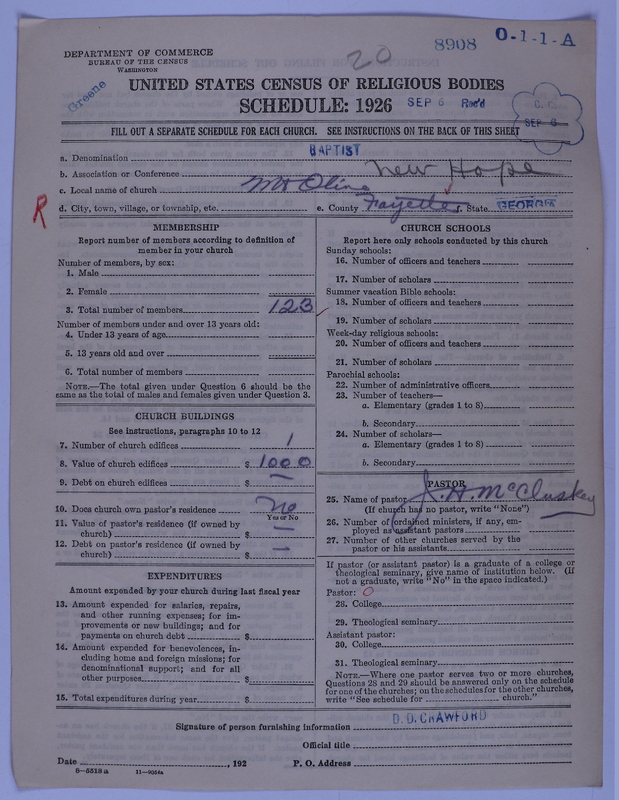 DEPARTMENT OF COMMERCE
BUREAU OF THE CENSUS
WASHINGTON
20
8908
O-1-1-A
Greene
UNITED STATES CENSUS OF RELIGIOUS BODIES
SCHEDULE: 1926
SEP 6 Rec'd
C. O.
SEP 6
FILL OUT A SEPARATE SCHEDULE FOR EACH CHURCH. SEE INSTRUCTIONS ON THE BACK OF THIS SHEET
a. Denomination BAPTIST
b. Association or Conference New Hope
c. Local name of church Mt Olive
R
d. City, town, village, or township, etc. e. County Fayette f. State GEORGIA
MEMBERSHIP
Report number of members according to definition of
member in your church
Number of members, by sex:
1. Male
2. Female
3. Total number of members 123
Number of members under and over 13 years old:
4. Under 13 years of age
5. 13 years old and over
6. Total number of members
NOTE.—The total given under Question 6 should be the
same as the total of males and females given under Question 3.
CHURCH BUILDINGS
See instructions, paragraphs 10 to 12
7. Number of church edifices 1
8. Value of church edifices $ 1000
9. Debt on church edifices $ —
10. Does church own pastor's residence No
Yes or No
11. Value of pastor's residence (if owned by
church) $ —
12. Debt on pastor's residence (if owned by
church) $ —
EXPENDITURES
Amount expended by your church during last fiscal year
13. Amount expended for salaries, repairs,
and other running expenses; for im-
provements or new buildings; and for
payments on church debt $
14. Amount expended for benevolences, in-
cluding home and foreign missions; for
denominational support; and for all
other purposes $
15. Total expenditures during year $
CHURCH SCHOOLS
Report here only schools conducted by this church
Sunday schools:
16. Number of officers and teachers
17. Number of scholars
Summer vacation Bible schools:
18. Number of officers and teachers
19. Number of scholars
Week-day religious schools:
20. Number of officers and teachers
21. Number of scholars
Parochial schools:
22. Number of administrative officers
23. Number of teachers—
a. Elementary (grades 1 to 8)
b. Secondary
24. Number of scholars—
a. Elementary (grades 1 to 8)
b. Secondary
PASTOR
25. Name of pastor J. H. McCluskey
(If church has no pastor, write "None")
26. Number of ordained ministers, if any, em-
ployed as assistant pastors
27. Number of other churches served by the
pastor or his assistants
If pastor (or assistant pastor) is a graduate of a college or
theological seminary, give name of institution below. (If
not a graduate, write "No" in the space indicated.)
Pastor: O
28. College
29. Theological seminary
Assistant pastor:
30. College
31. Theological seminary
NOTE.—Where one pastor serves two or more churches,
Questions 28 and 29 should be answered only on the schedule
for one of the churches; on the schedules for the other churches,
write "See schedule for church."
Signature of person furnishing information D. D. CRAWFORD
Official title
Date , 192 P. O. Address
6—5518a 11—9054a